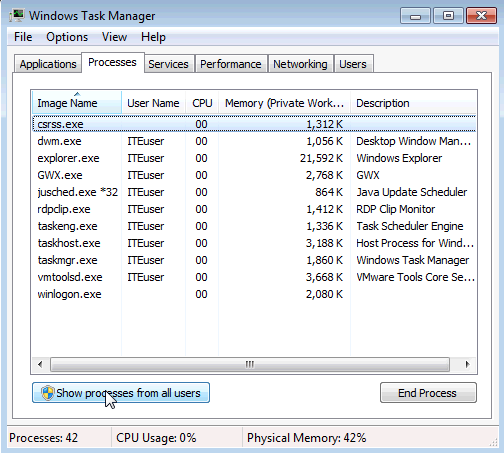 Windows Task Manager
File Options View Help
Applications Processes Services Performance Networking Users
Image Name User Name CPU Memory (Private Work... Description
csrss.exe 00 1,312 K
dwm.exe ITEuser 00 1,056 K Desktop Window Man...
explorer.exe ITEuser 00 21,592 K Windows Explorer
GWX.exe ITEuser 00 2,768 K GWX
jusched.exe *32 ITEuser 00 864 K Java Update Scheduler
rdpclip.exe ITEuser 00 1,412 K RDP Clip Monitor
taskeng.exe ITEuser 00 1,336 K Task Scheduler Engine
taskhost.exe ITEuser 00 3,188 K Host Process for Wind...
taskmgr.exe ITEuser 00 1,860 K Windows Task Manager
vmtoolsd.exe ITEuser 00 3,668 K VMware Tools Core Se...
winlogon.exe 00 2,080 K
Show processes from all users End Process
Processes: 42 CPU Usage: 0% Physical Memory: 42%